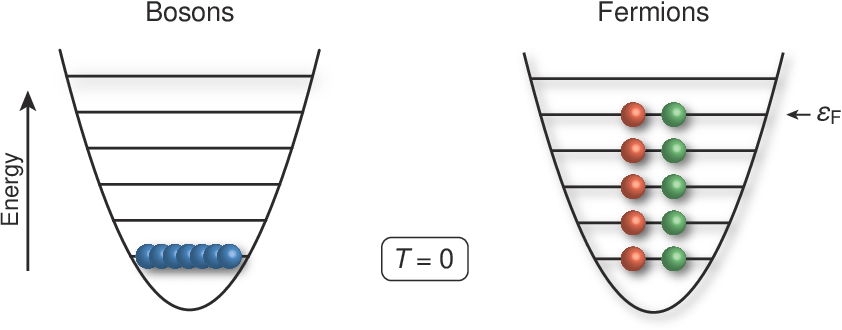 Bosons
Fermions
Energy
T = 0
← εF